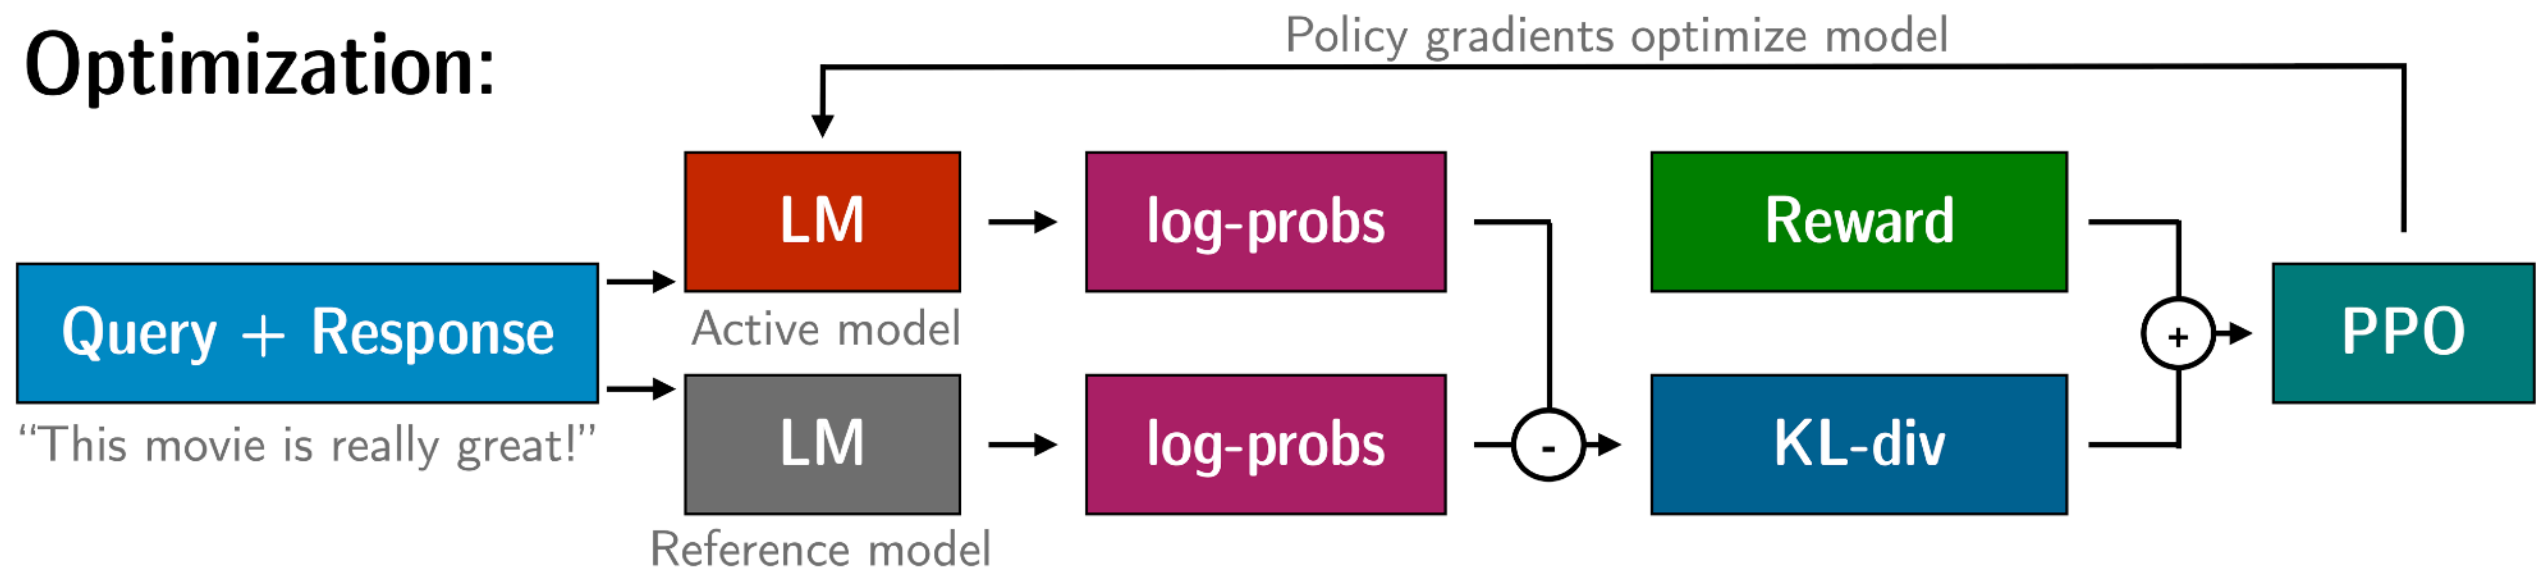 Optimization:
Policy gradients optimize model
LM
log-probs
Reward
Active model
Query + Response
"This movie is really great!"
+
PPO
LM
log-probs
-
KL-div
Reference model